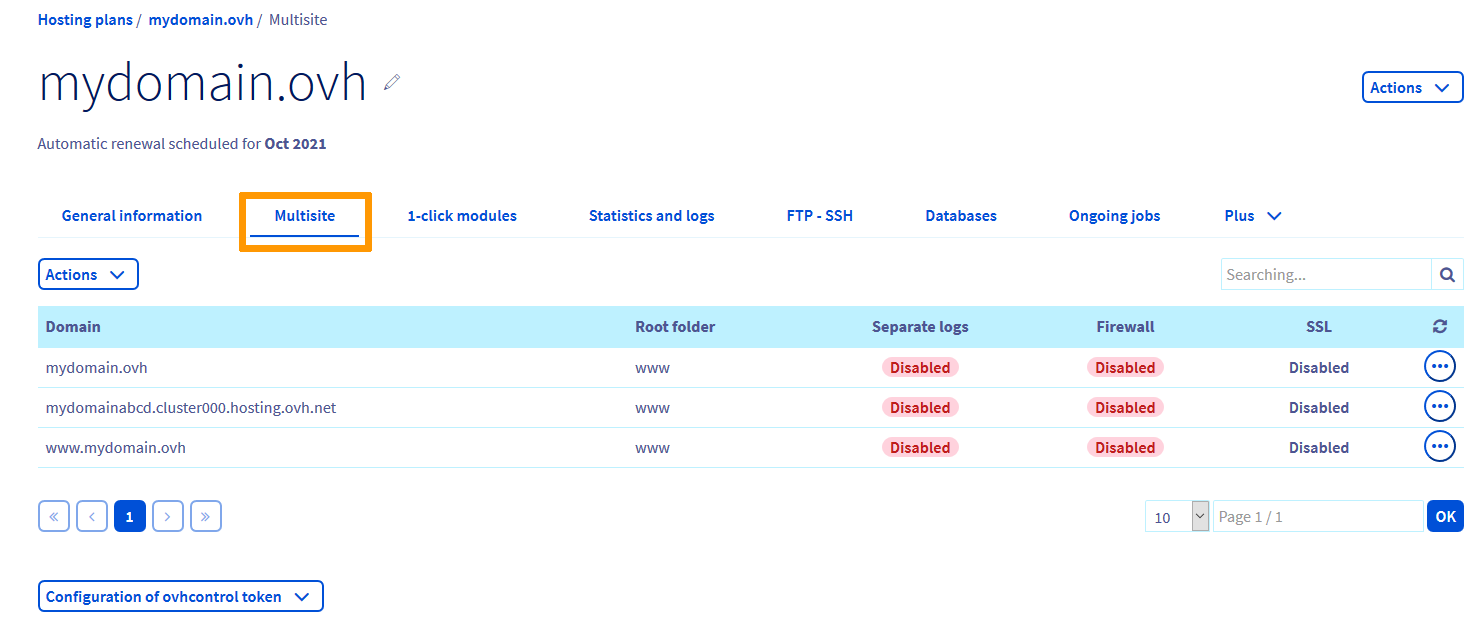 Hosting plans / mydomain.ovh / Multisite
mydomain.ovh
Actions
Automatic renewal scheduled for Oct 2021
General information Multisite 1-click modules Statistics and logs FTP - SSH Databases Ongoing jobs Plus
Actions Searching...
Domain Root folder Separate logs Firewall SSL
mydomain.ovh www Disabled Disabled Disabled
mydomainabcd.cluster000.hosting.ovh.net www Disabled Disabled Disabled
www.mydomain.ovh www Disabled Disabled Disabled
« ‹ 1 › » 10 Page 1 / 1 OK
Configuration of ovhcontrol token